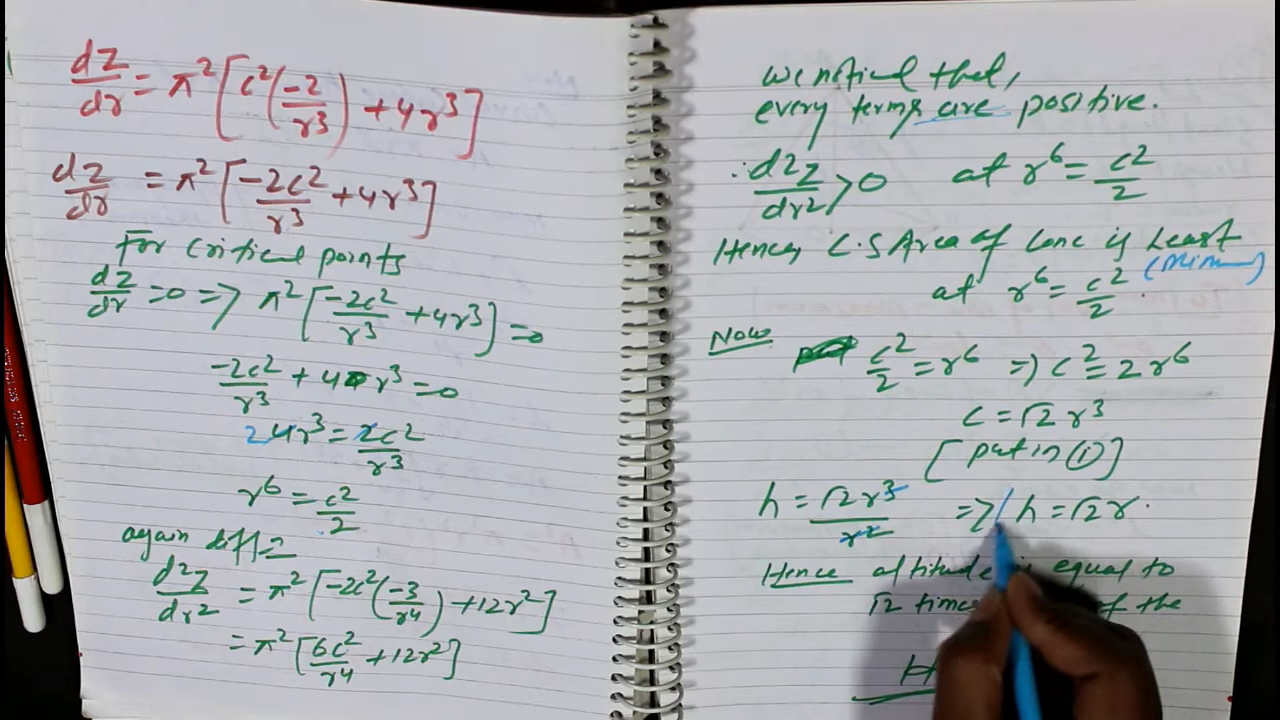 dz/dr = π² [c²(-2/r³) + 4r³]
dz/dr = π² [-2c²/r³ + 4r³]
For critical points
dz/dr = 0 => π² [-2c²/r³ + 4r³] = 0
-2c²/r³ + 4r³ = 0
2 4r³ = 2c²/r³
r⁶ = c²/2
again diff =
d²z/dr² = π² [-2c²(-3/r⁴) + 12r²]
= π² [6c²/r⁴ + 12r²]
we noticed that,
every terms are positive.
∴ d²z/dr² > 0 at r⁶ = c²/2
Hence, C.S Area of Cone is Least
(Minm)
at r⁶ = c²/2.
Now
c²/2 = r⁶ => c² = 2r⁶
c = √2 r³
[put in ①]
h = √2 r³/r² => h = √2 r.
Hence altitude is equal to
√2 times of the
H